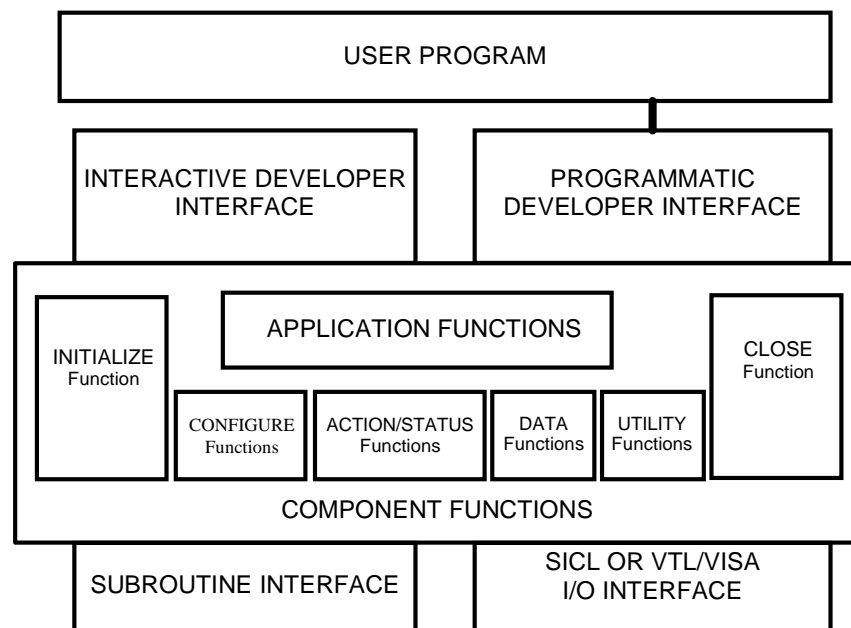 USER PROGRAM
INTERACTIVE DEVELOPER
INTERFACE
PROGRAMMATIC
DEVELOPER INTERFACE
APPLICATION FUNCTIONS
INITIALIZE
Function
CLOSE
Function
CONFIGURE
Functions
ACTION/STATUS
Functions
DATA
Functions
UTILITY
Functions
COMPONENT FUNCTIONS
SUBROUTINE INTERFACE
SICL OR VTL/VISA
I/O INTERFACE